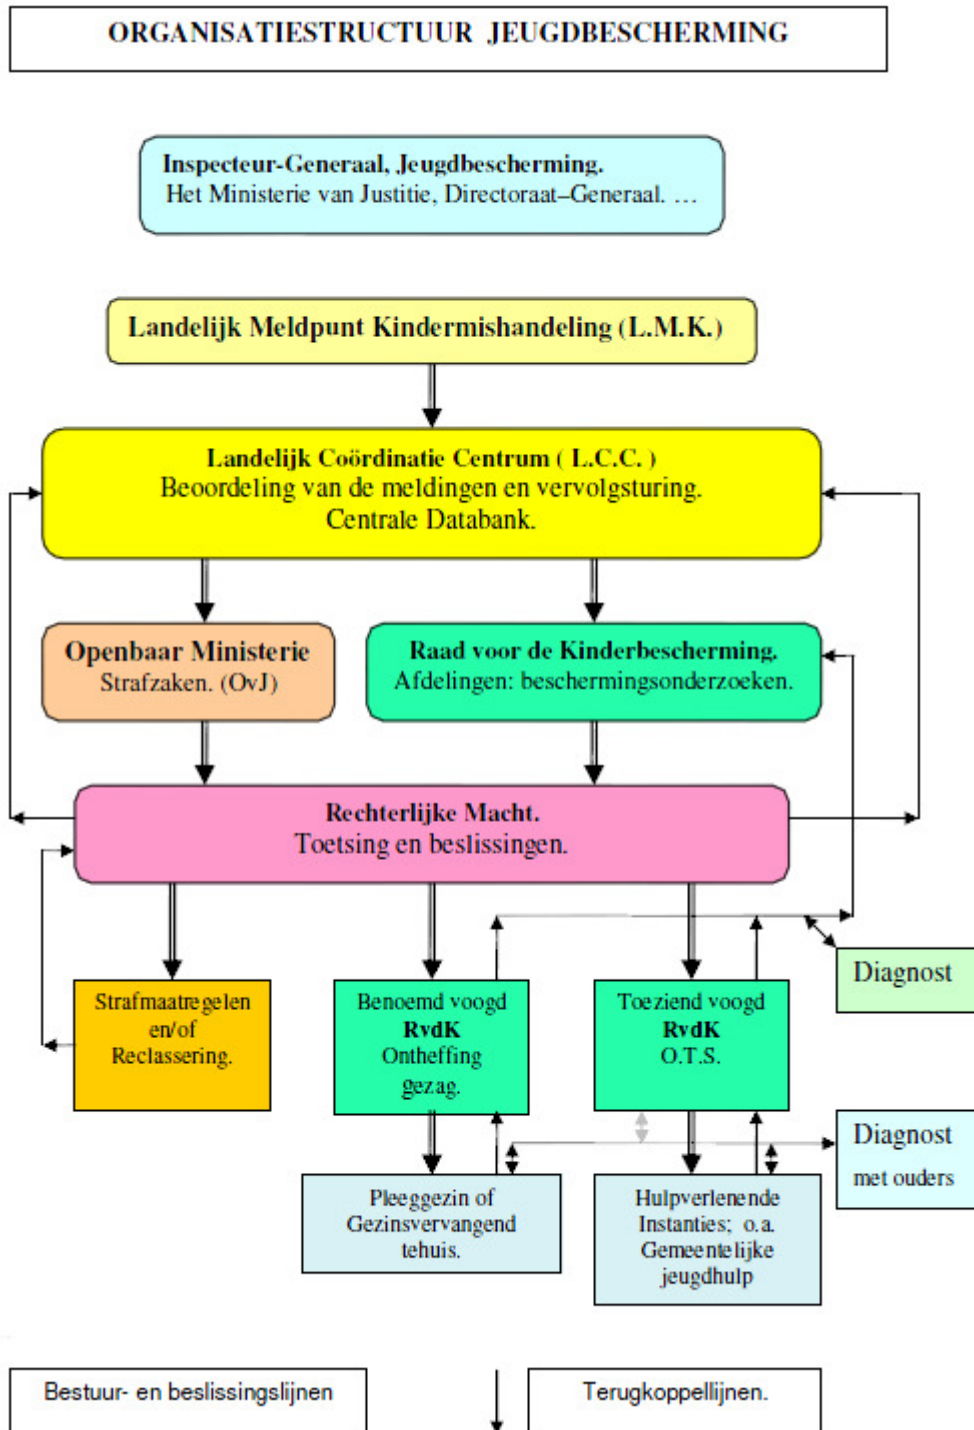 ORGANISATIESTRUCTUUR JEUGDBESCHERMING
Inspecteur-Generaal, Jeugdbescherming.
Het Ministerie van Justitie, Directoraat–Generaal. …
Landelijk Meldpunt Kindermishandeling (L.M.K.)
Landelijk Coördinatie Centrum ( L.C.C. )
Beoordeling van de meldingen en vervolgsturing.
Centrale Databank.
Openbaar Ministerie
Strafzaken. (OvJ)
Raad voor de Kinderbescherming.
Afdelingen: beschermingsonderzoeken.
Rechterlijke Macht.
Toetsing en beslissingen.
Diagnost
Strafmaatregelen
en/of
Reclassering.
Benoemd voogd
RvdK
Ontheffing
gezag.
Toeziend voogd
RvdK
O.T.S.
Diagnost
met ouders
Pleeggezin of
Gezinsvervangend
tehuis.
Hulpverlenende
Instanties; o.a.
Gemeentelijke
jeugdhulp
Bestuur- en beslissingslijnen
Terugkoppellijnen.